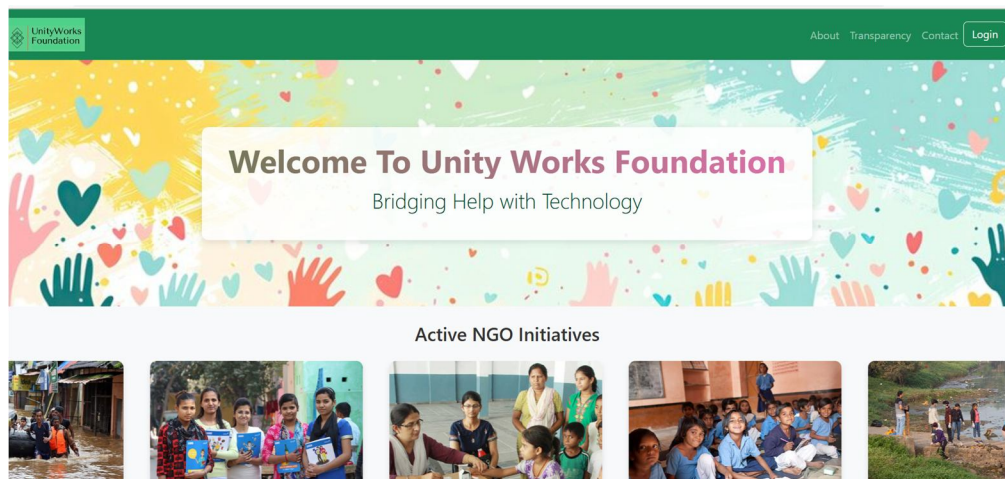 UnityWorks
Foundation
About Transparency Contact Login
Welcome To Unity Works Foundation
Bridging Help with Technology
Active NGO Initiatives